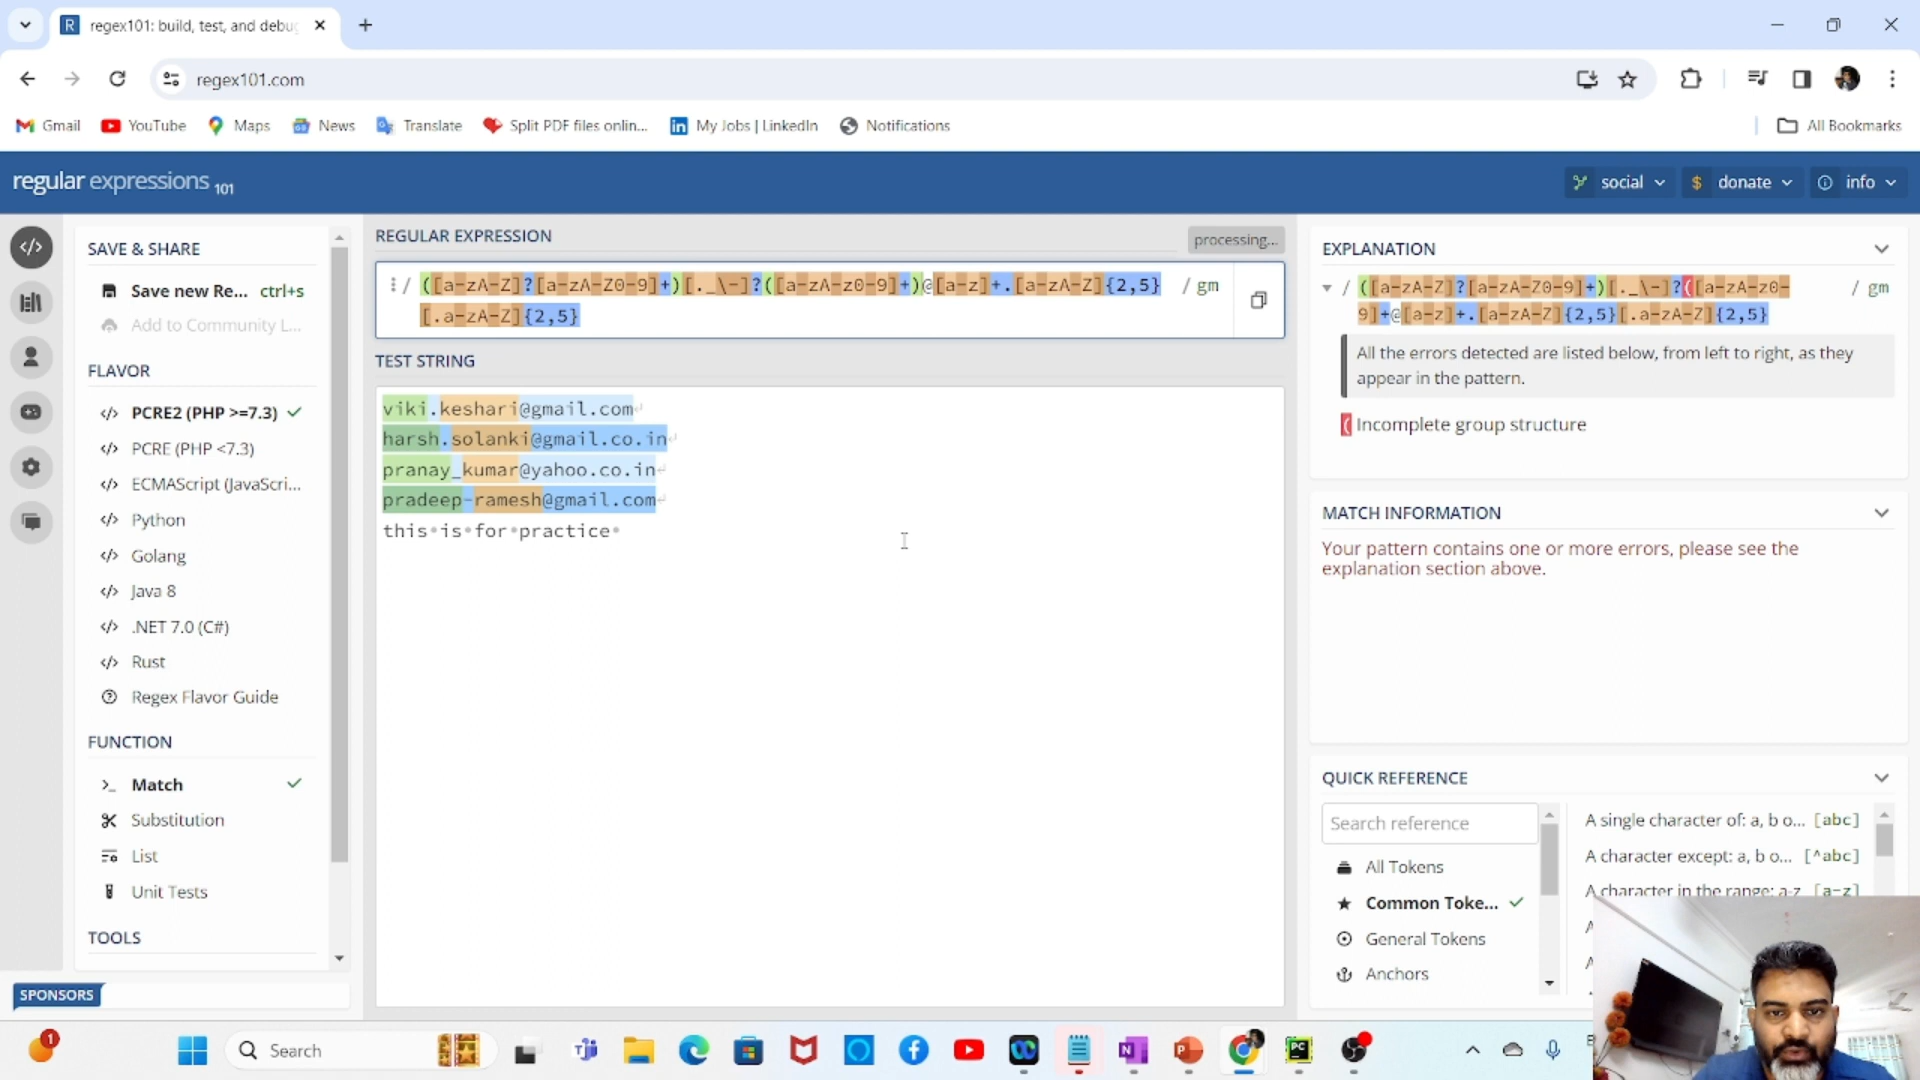 regex101: build, test, and debug
regex101.com
Gmail
YouTube
Maps
News
Translate
Split PDF files onlin...
in My Jobs | LinkedIn
Notifications
All Bookmarks
regular expressions 101
social
$ donate
info
SAVE & SHARE
Save new Re... ctrl+s
Add to Community L...
FLAVOR
</> PCRE2 (PHP >=7.3)
</> PCRE (PHP <7.3)
</> ECMAScript (JavaScri...
</> Python
</> Golang
</> Java 8
</> .NET 7.0 (C#)
</> Rust
Regex Flavor Guide
FUNCTION
>_ Match
Substitution
List
Unit Tests
TOOLS
SPONSORS
REGULAR EXPRESSION
processing...
/ ([a-zA-Z]?[a-zA-Z0-9]+)[._\-]?([a-zA-z0-9]+)@[a-z]+.[a-zA-Z]{2,5} / gm
[.a-zA-Z]{2,5}
TEST STRING
viki.keshari@gmail.com
harsh.solanki@gmail.co.in
pranay_kumar@yahoo.co.in
pradeep-ramesh@gmail.com
this·is·for·practice·
EXPLANATION
/ ([a-zA-Z]?[a-zA-Z0-9]+)[._\-]?([a-zA-z0- / gm
9]+@[a-z]+.[a-zA-Z]{2,5}[.a-zA-Z]{2,5}
All the errors detected are listed below, from left to right, as they
appear in the pattern.
( Incomplete group structure
MATCH INFORMATION
Your pattern contains one or more errors, please see the
explanation section above.
QUICK REFERENCE
Search reference
All Tokens
Common Toke...
General Tokens
Anchors
A single character of: a, b o... [abc]
A character except: a, b o... [^abc]
A character in the range: a-z [a-z]
1
Search